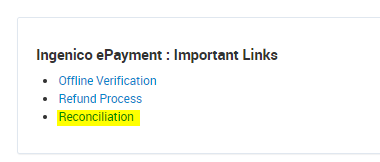 Ingenico ePayment : Important Links
Offline Verification
Refund Process
Reconciliation